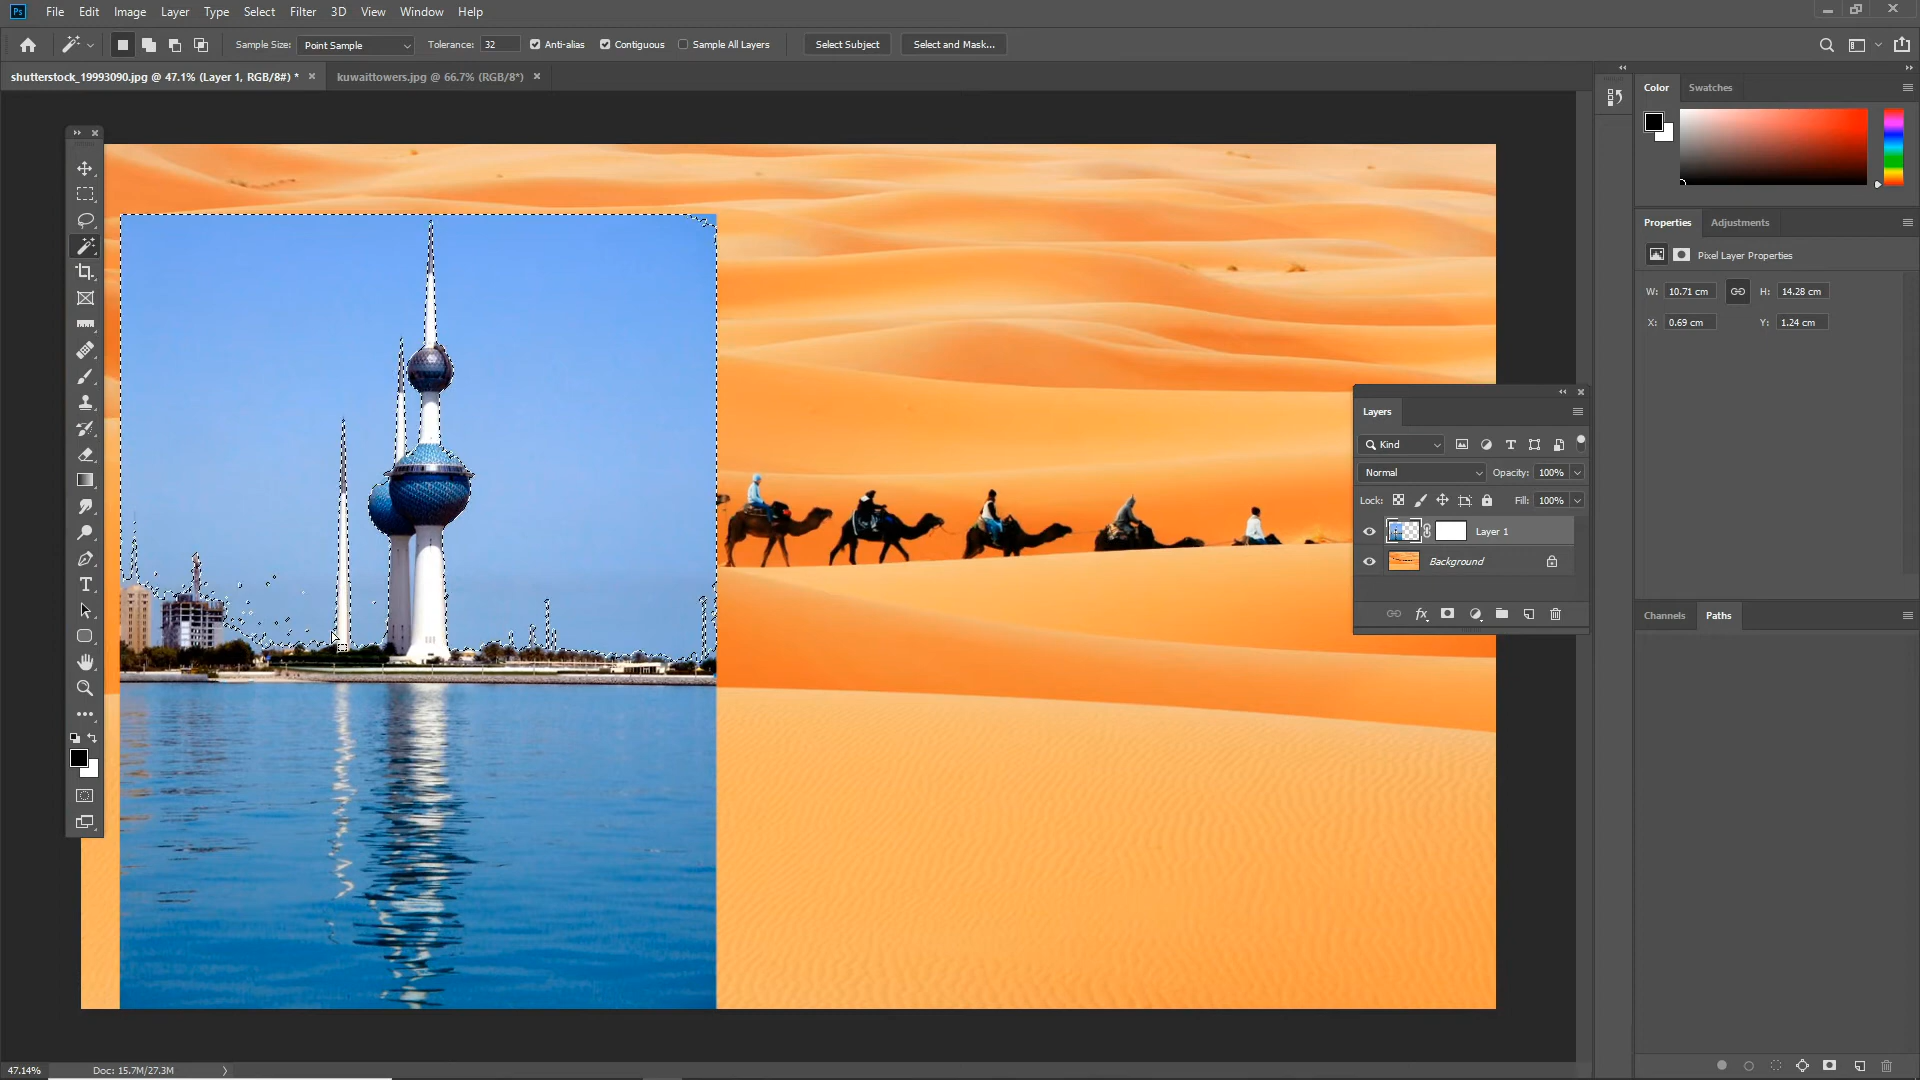 Ps File Edit Image Layer Type Select Filter 3D View Window Help
Sample Size: Point Sample Tolerance: 32 Anti-alias Contiguous Sample All Layers Select Subject Select and Mask...
shutterstock_19993090.jpg @ 47.1% (Layer 1, RGB/8#) * × kuwaittowers.jpg @ 66.7% (RGB/8*) ×
Color Swatches
Properties Adjustments
Pixel Layer Properties
W: 10.71 cm H: 14.28 cm
X: 0.69 cm Y: 1.24 cm
Layers
Kind
Normal Opacity: 100%
Lock: Fill: 100%
Layer 1
Background
fx
Channels Paths
47.14% Doc: 15.7M/27.3M